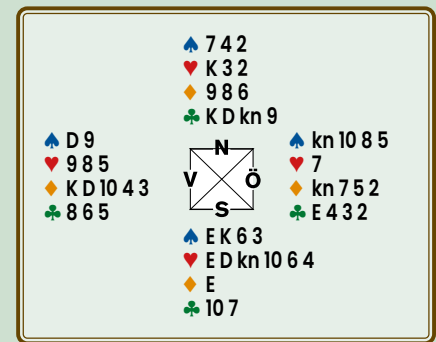 ♠ 7 4 2
♥ K 3 2
♦ 9 8 6
♣ K D kn 9
♠ D 9
♥ 9 8 5
♦ K D 10 4 3
♣ 8 6 5
N
V Ö
S
♠ kn 10 8 5
♥ 7
♦ kn 7 5 2
♣ E 4 3 2
♠ E K 6 3
♥ E D kn 10 6 4
♦ E
♣ 10 7